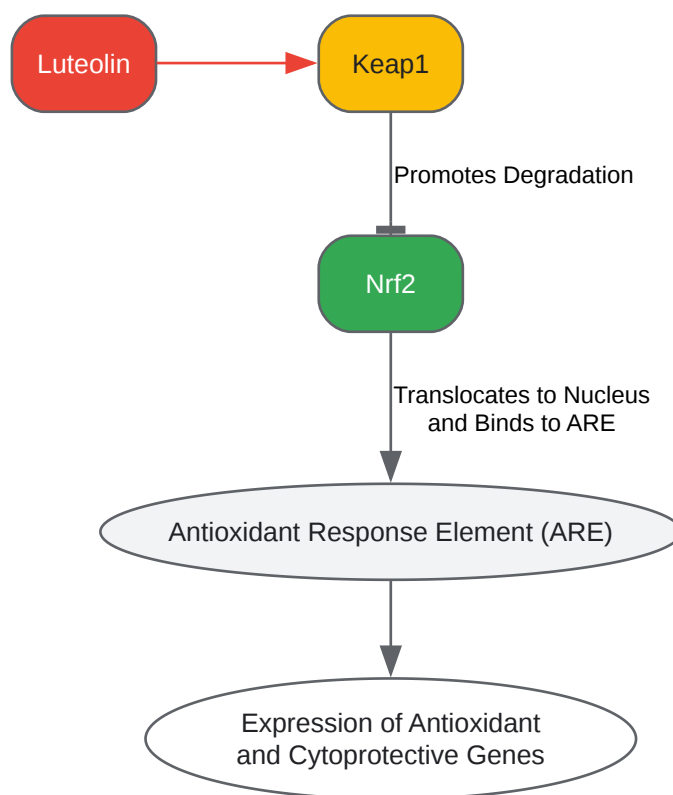 Luteolin
Keap1
Promotes Degradation
Nrf2
Translocates to Nucleus
and Binds to ARE
Antioxidant Response Element (ARE)
Expression of Antioxidant
and Cytoprotective Genes